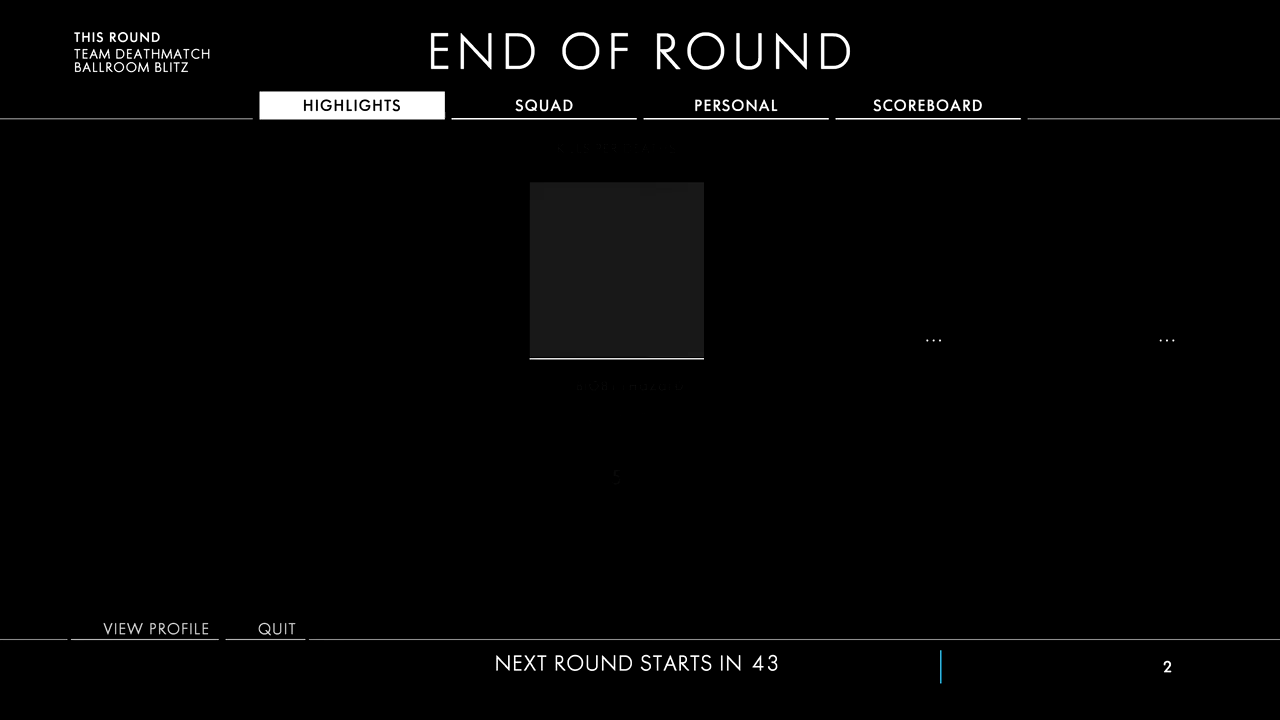 THIS ROUND
TEAM DEATHMATCH
BALLROOM BLITZ
END OF ROUND
HIGHLIGHTS
SQUAD
PERSONAL
SCOREBOARD
...
...
VIEW PROFILE
QUIT
NEXT ROUND STARTS IN 43
2